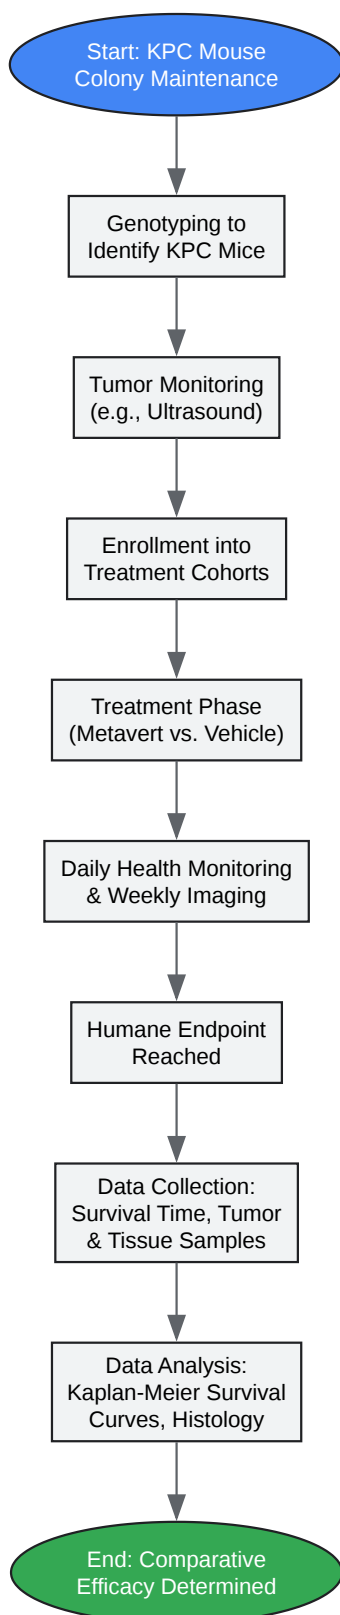 Start: KPC Mouse
Colony Maintenance
Genotyping to
Identify KPC Mice
Tumor Monitoring
(e.g., Ultrasound)
Enrollment into
Treatment Cohorts
Treatment Phase
(Metavert vs. Vehicle)
Daily Health Monitoring
& Weekly Imaging
Humane Endpoint
Reached
Data Collection:
Survival Time, Tumor
& Tissue Samples
Data Analysis:
Kaplan-Meier Survival
Curves, Histology
End: Comparative
Efficacy Determined